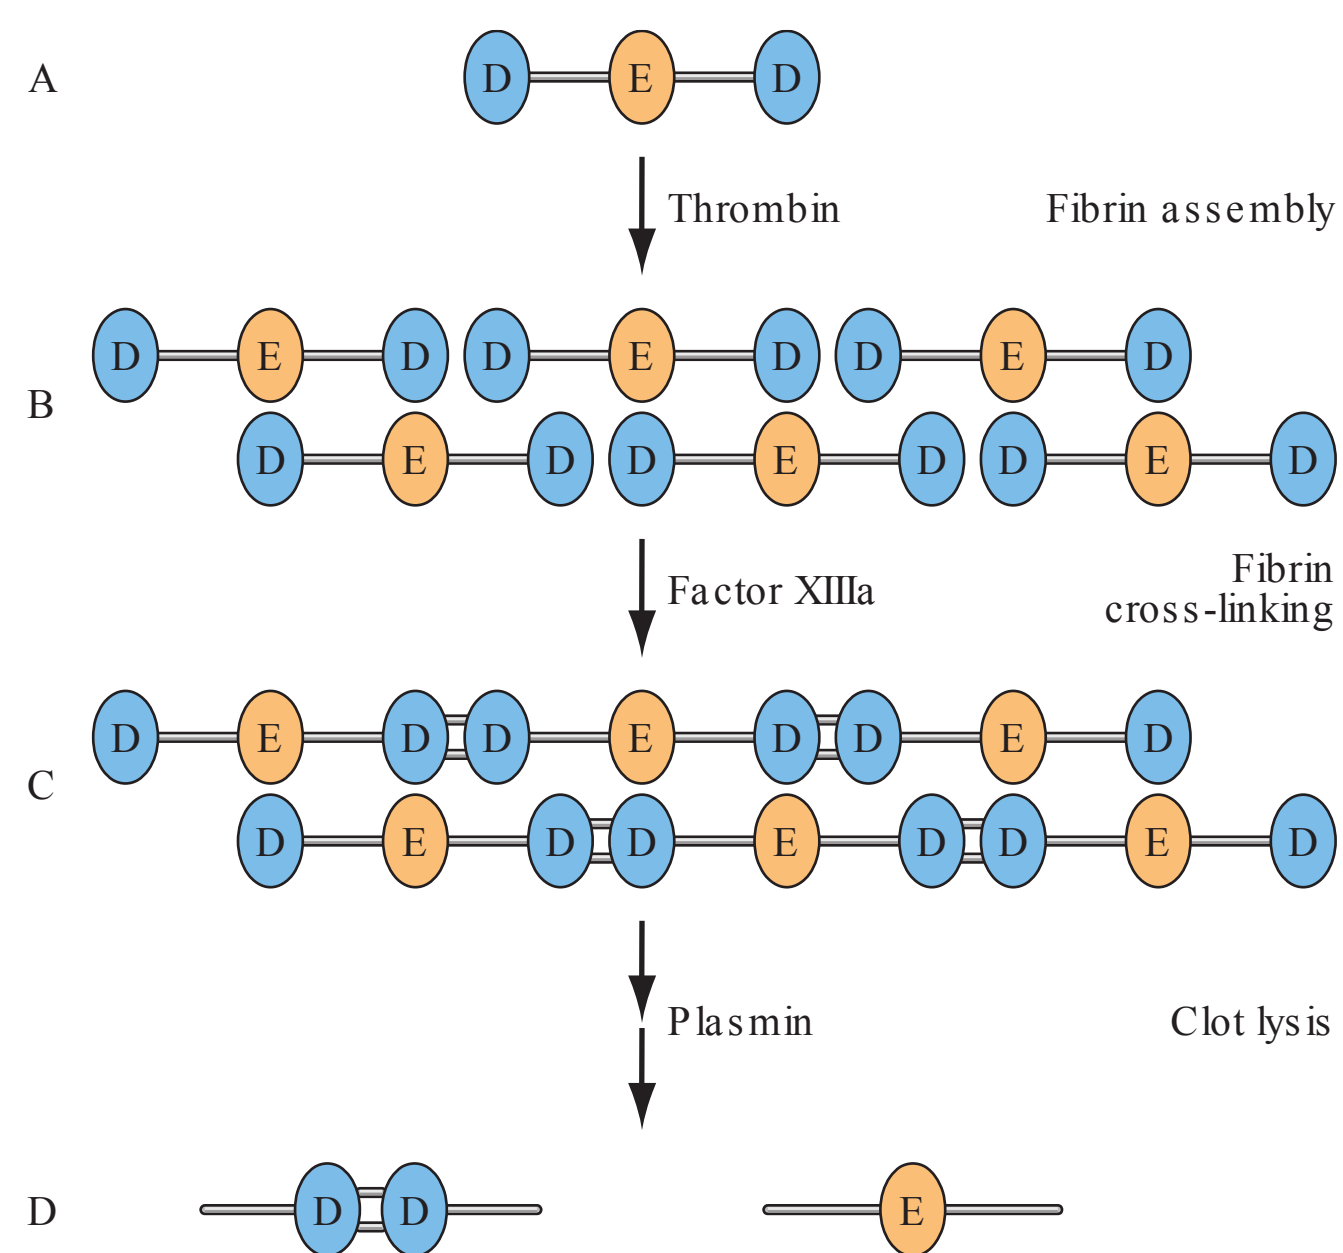 A
D E D
Thrombin
Fibrin assembly
D E D D E D D E D
B
D E D D E D D E D
Factor XIIIa
Fibrin
cross-linking
D E D D E D D E D
C
D E D D E D D E D
Plasmin
Clot lysis
D
D D
E